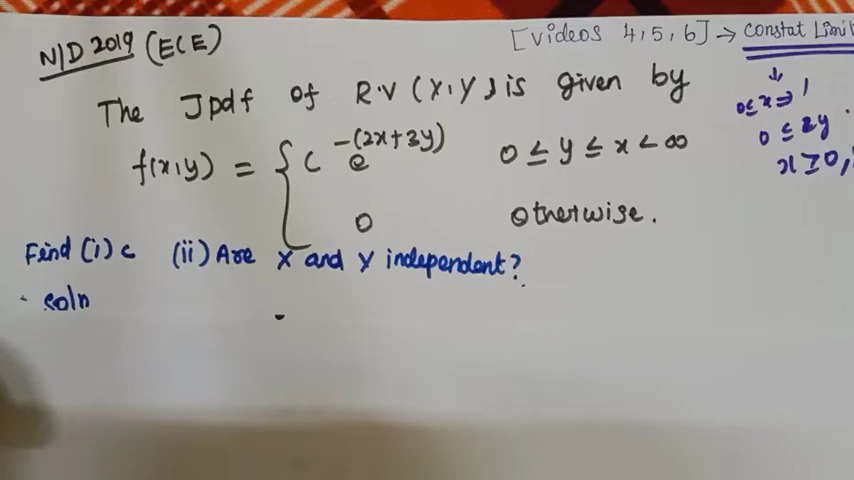 N/D 2019 (ECE)
[Videos 4,5,6] → Constat Limit
0≤x≤1
0≤2y
x≥0,
The Jpdf of R.V (X,Y) is given by
f(x,y) = { c e^-(2x+3y) 0 ≤ y ≤ x < ∞
0 otherwise.
Find (i) c (ii) Are X and Y independent?
Soln